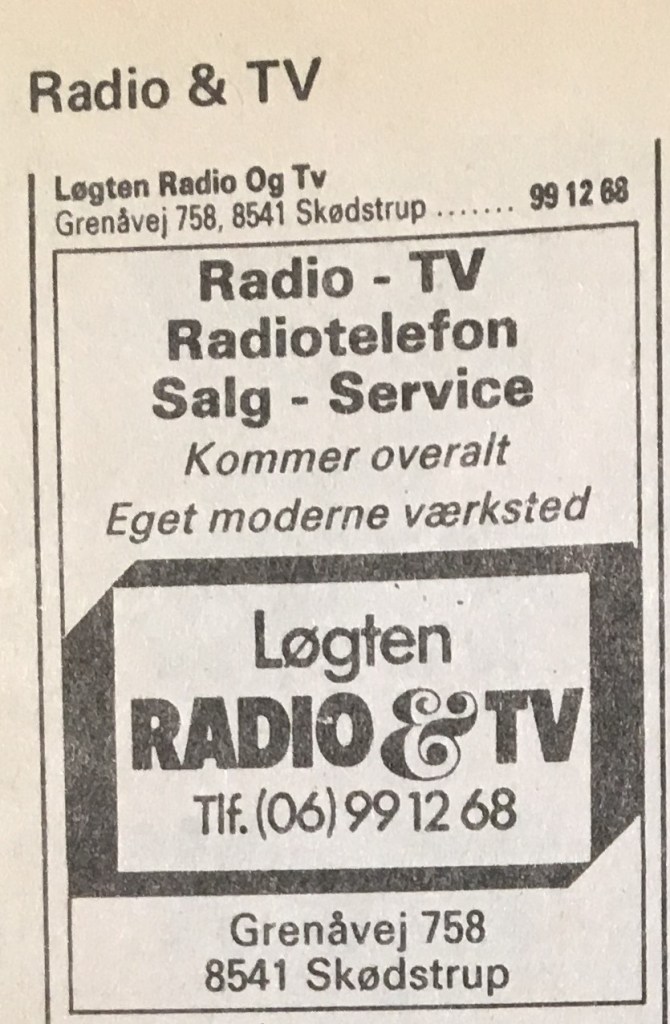 Radio & TV
Løgten Radio Og Tv
Grenåvej 758, 8541 Skødstrup ....... 99 12 68
Radio - TV
Radiotelefon
Salg - Service
Kommer overalt
Eget moderne værksted
Løgten
RADIO & TV
Tlf. (06) 99 12 68
Grenåvej 758
8541 Skødstrup